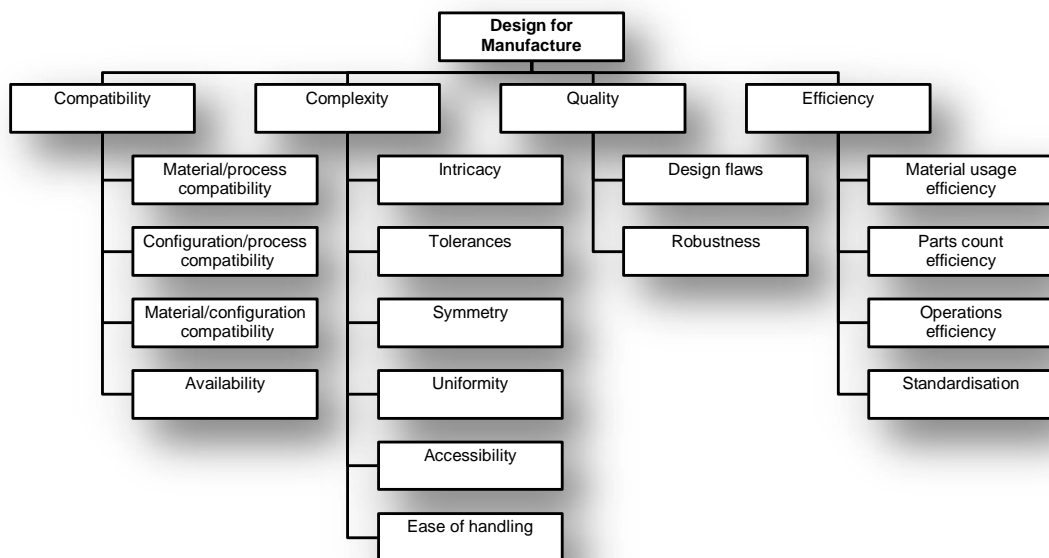 Design for
Manufacture
Compatibility
Complexity
Quality
Efficiency
Material/process
compatibility
Configuration/process
compatibility
Material/configuration
compatibility
Availability
Intricacy
Tolerances
Symmetry
Uniformity
Accessibility
Ease of handling
Design flaws
Robustness
Material usage
efficiency
Parts count
efficiency
Operations
efficiency
Standardisation